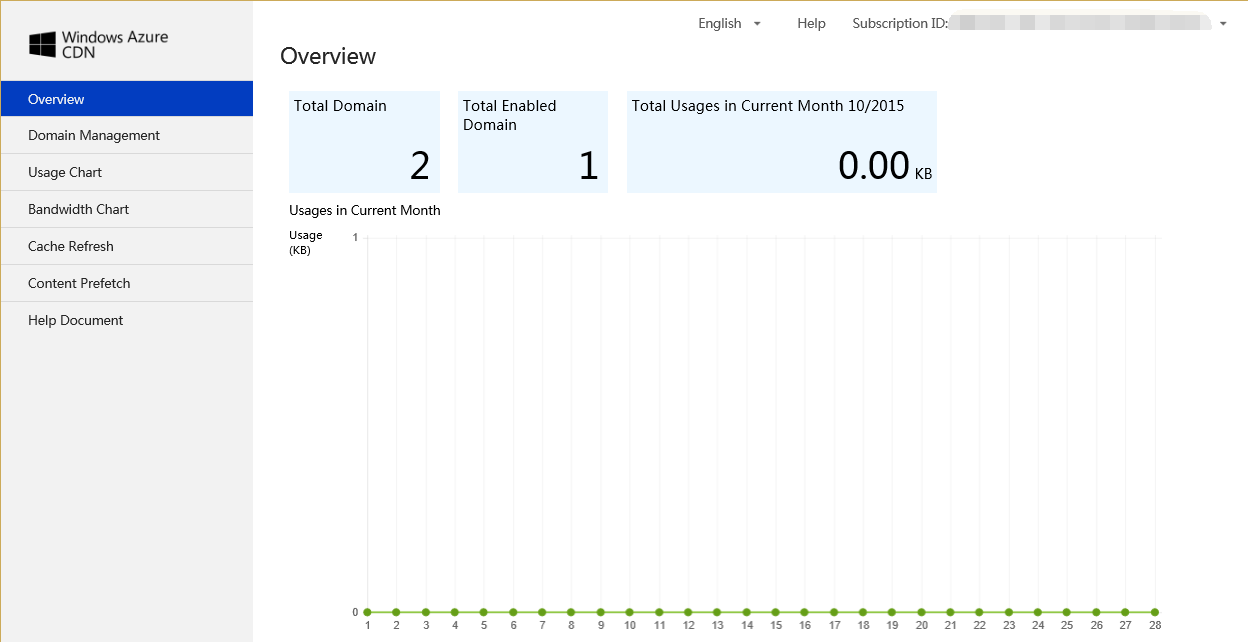 Windows Azure
CDN
English
Help
Subscription ID:
Overview
Overview
Domain Management
Usage Chart
Bandwidth Chart
Cache Refresh
Content Prefetch
Help Document
Total Domain
2
Total Enabled
Domain
1
Total Usages in Current Month 10/2015
0.00 KB
Usages in Current Month
Usage
(KB)
1
0
1 2 3 4 5 6 7 8 9 10 11 12 13 14 15 16 17 18 19 20 21 22 23 24 25 26 27 28